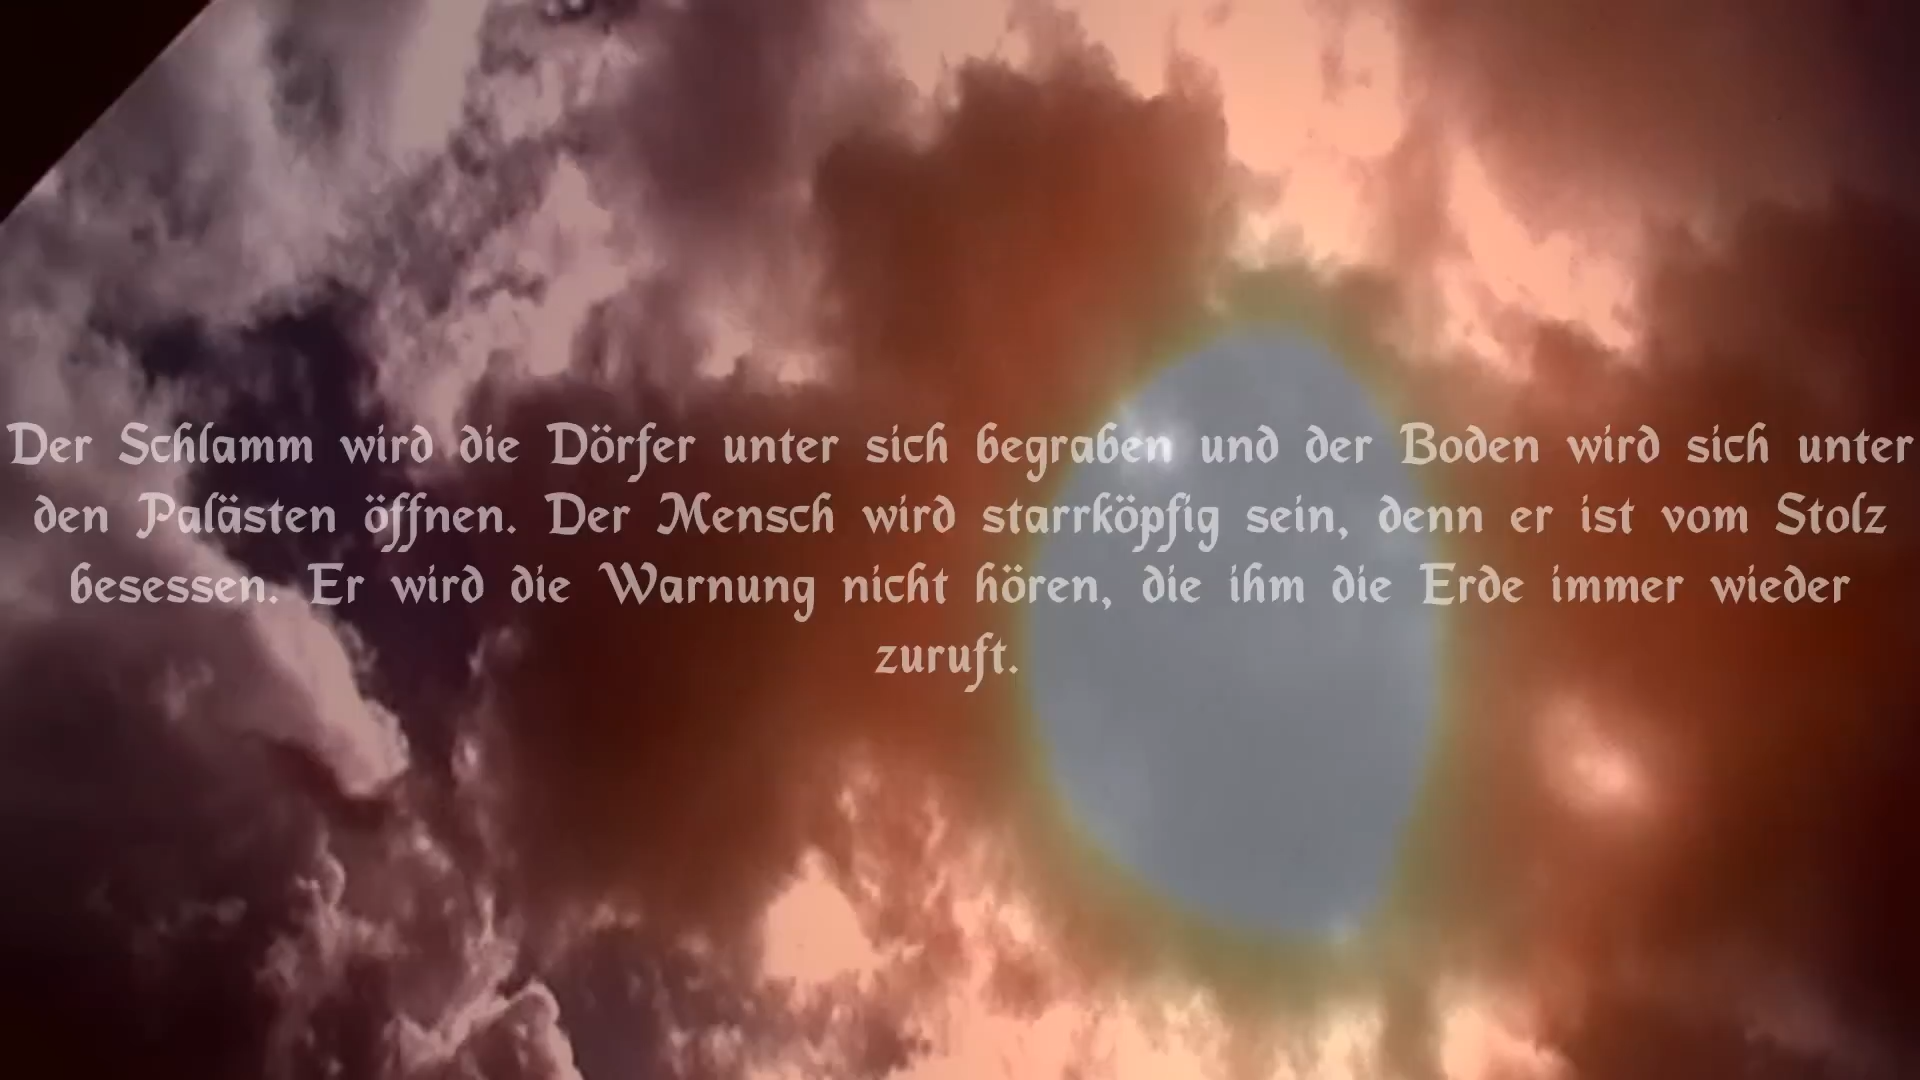 Der Schlamm wird die Dörfer unter sich begraben und der Boden wird sich unter
den Palästen öffnen. Der Mensch wird starrköpfig sein, denn er ist vom Stolz
besessen. Er wird die Warnung nicht hören, die ihm die Erde immer wieder
zuruft.